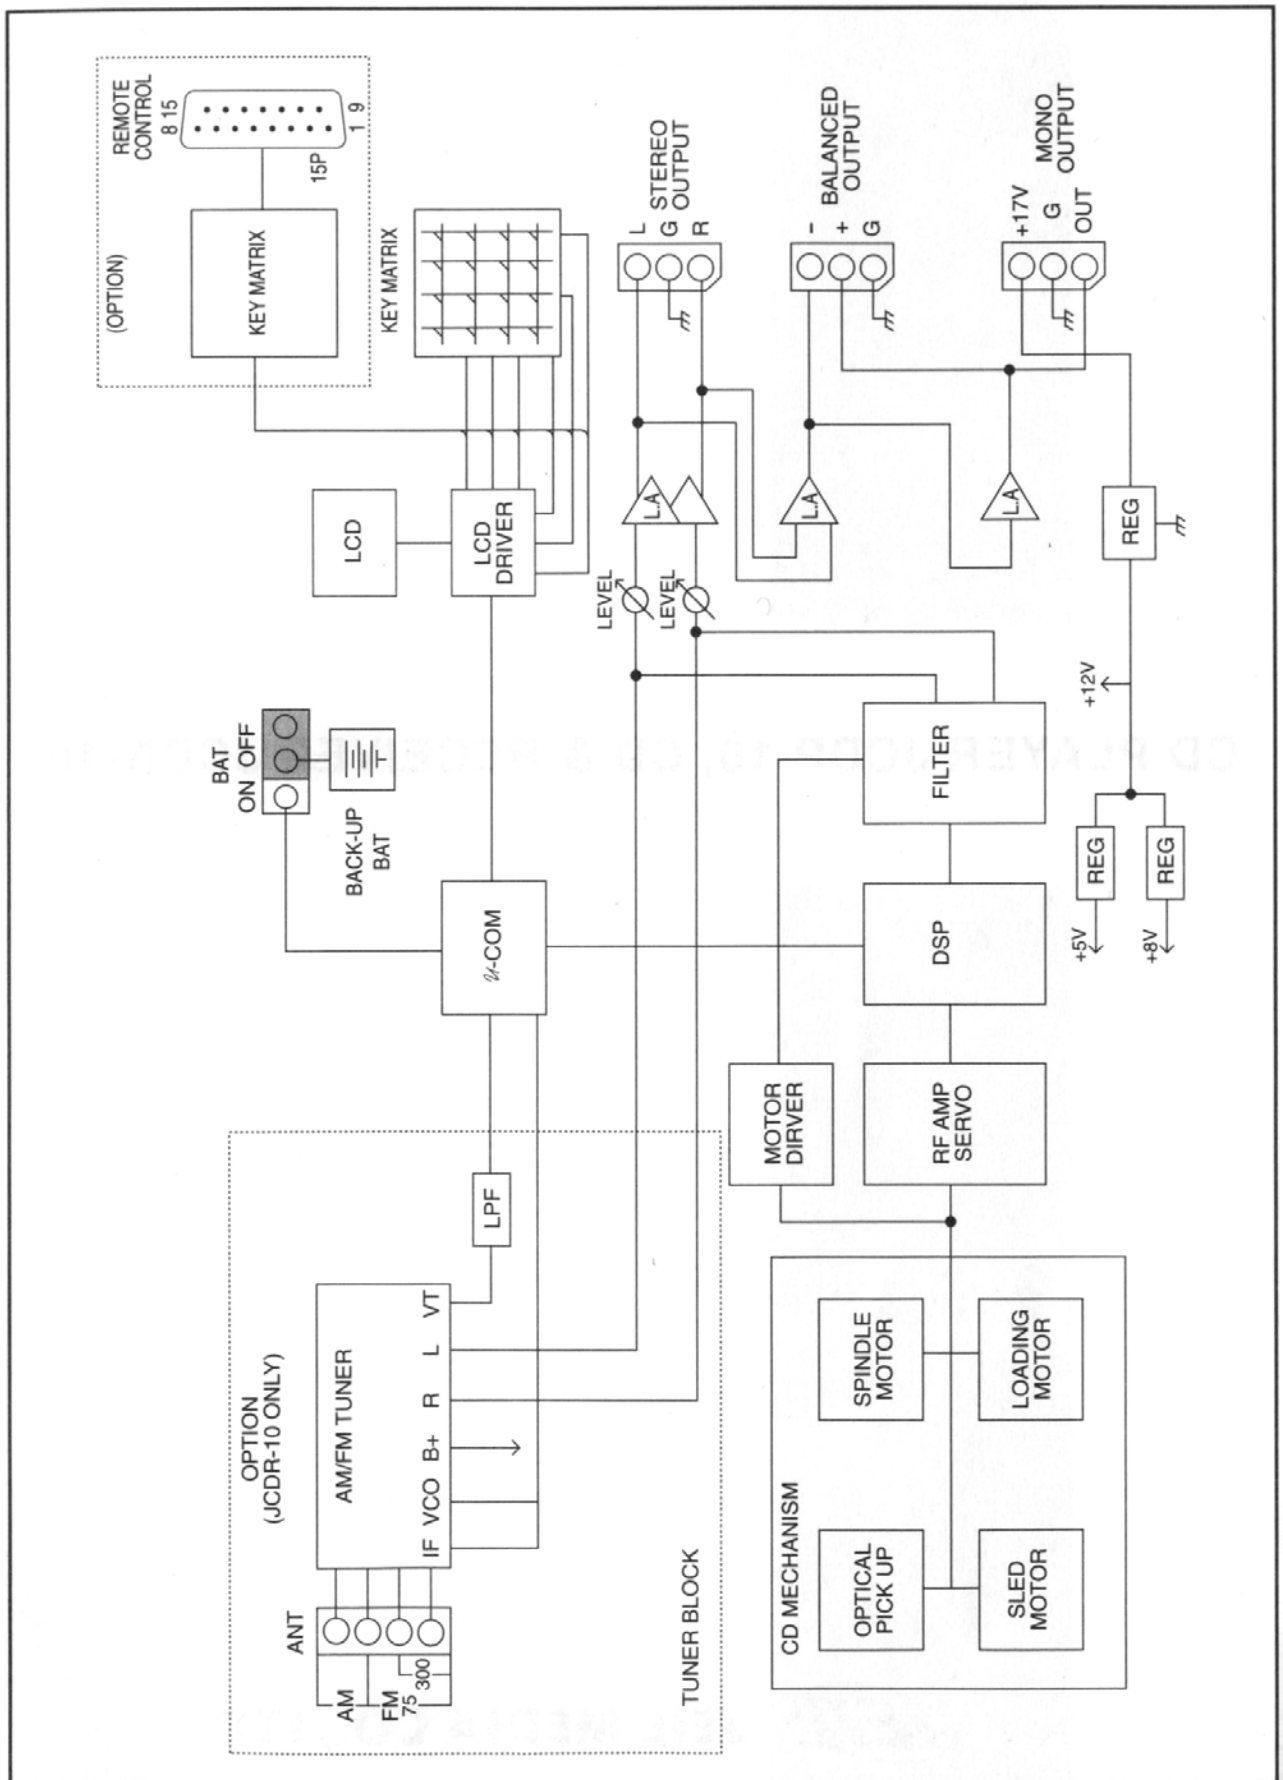 OPTION
(JCDR-10 ONLY)
ANT
AM
FM
75
300
AM/FM TUNER
IF
VCO
B+
R
L
VT
LPF
TUNER BLOCK
CD MECHANISM
OPTICAL
PICK UP
SLED
MOTOR
SPINDLE
MOTOR
LOADING
MOTOR
MOTOR
DIRVER
RF AMP
SERVO
DSP
FILTER
𝓊-COM
BAT
ON OFF
BACK-UP
BAT
LCD
LCD
DRIVER
(OPTION)
KEY MATRIX
REMOTE
CONTROL
8 15
1 9
15P
KEY MATRIX
LEVEL
LEVEL
L.A
L.A
L.A
L
G
R
STEREO
OUTPUT
-
+
G
BALANCED
OUTPUT
+17V
G
OUT
MONO
OUTPUT
REG
+12V
REG
REG
+5V
+8V